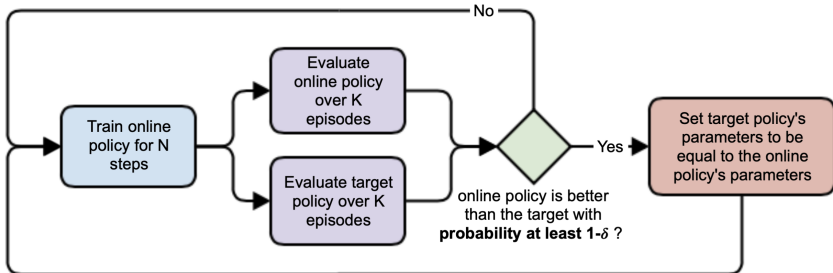 No
Train online
policy for N
steps
Evaluate
online policy
over K
episodes
Evaluate target
policy over K
episodes
online policy is better
than the target with
probability at least 1-δ ?
Yes
Set target policy's
parameters to be
equal to the online
policy's parameters